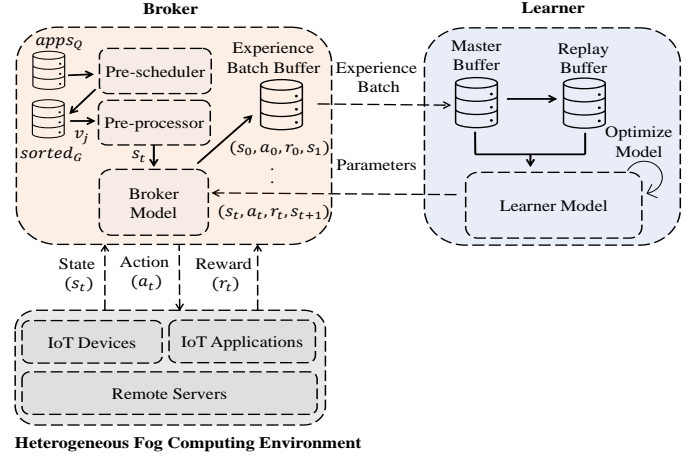 Broker
Learner
apps_Q
Pre-scheduler
Experience
Batch Buffer
Experience
Batch
Master
Buffer
Replay
Buffer
v_j
Pre-processor
sorted_G
s_t
(s_0, a_0, r_0, s_1)
.
.
(s_t, a_t, r_t, s_{t+1})
Broker
Model
Parameters
Optimize
Model
Learner Model
State
(s_t)
Action
(a_t)
Reward
(r_t)
IoT Devices
IoT Applications
Remote Servers
Heterogeneous Fog Computing Environment